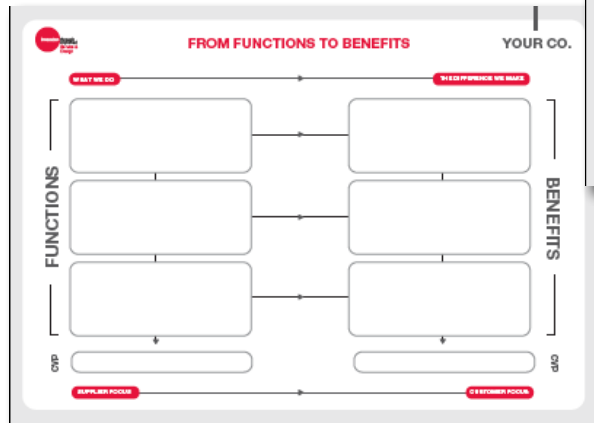 FROM FUNCTIONS TO BENEFITS
YOUR CO.
WHAT WE DO
THE DIFFERENCE WE MAKE
FUNCTIONS
BENEFITS
CVP
CVP
SUPPLIER FOCUS
CUSTOMER FOCUS